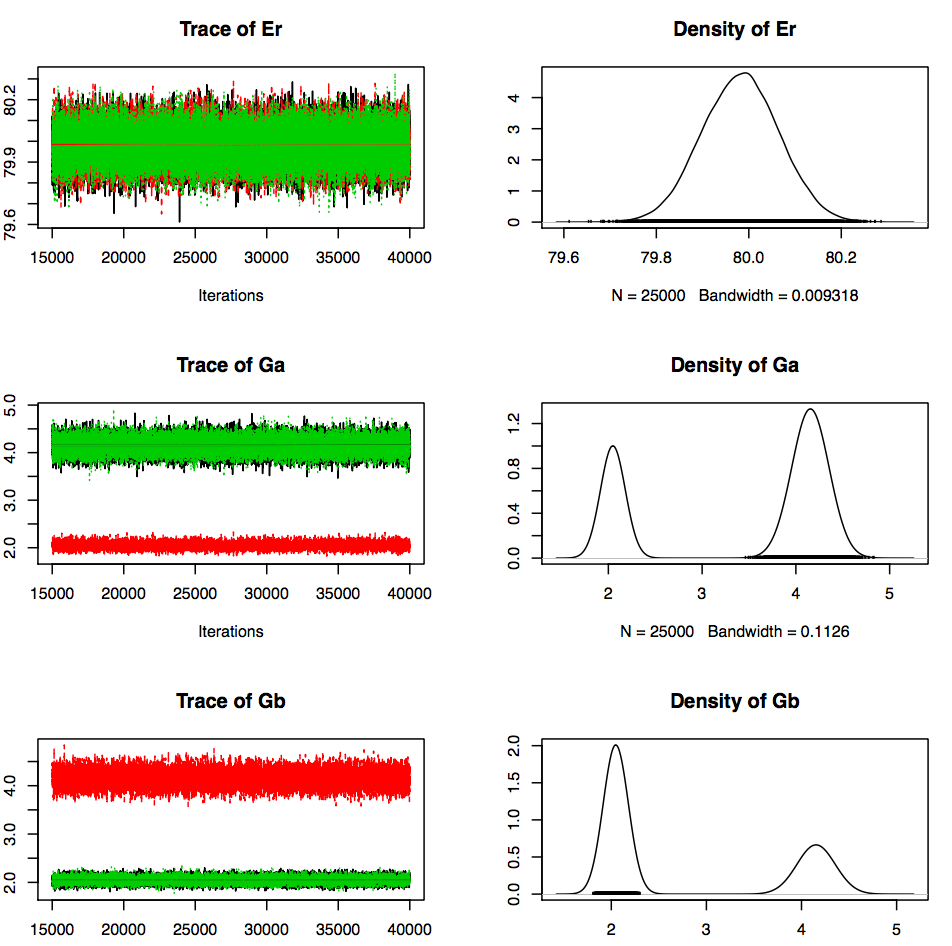 Trace of Er
Density of Er
80.2
79.9
79.6
15000 20000 25000 30000 35000 40000
Iterations
4
3
2
1
0
79.6 79.8 80.0 80.2
N = 25000 Bandwidth = 0.009318
Trace of Ga
Density of Ga
5.0
4.0
3.0
2.0
15000 20000 25000 30000 35000 40000
Iterations
1.2
0.8
0.4
0.0
2 3 4 5
N = 25000 Bandwidth = 0.1126
Trace of Gb
Density of Gb
4.0
3.0
2.0
15000 20000 25000 30000 35000 40000
2.0
1.5
1.0
0.5
0.0
2 3 4 5